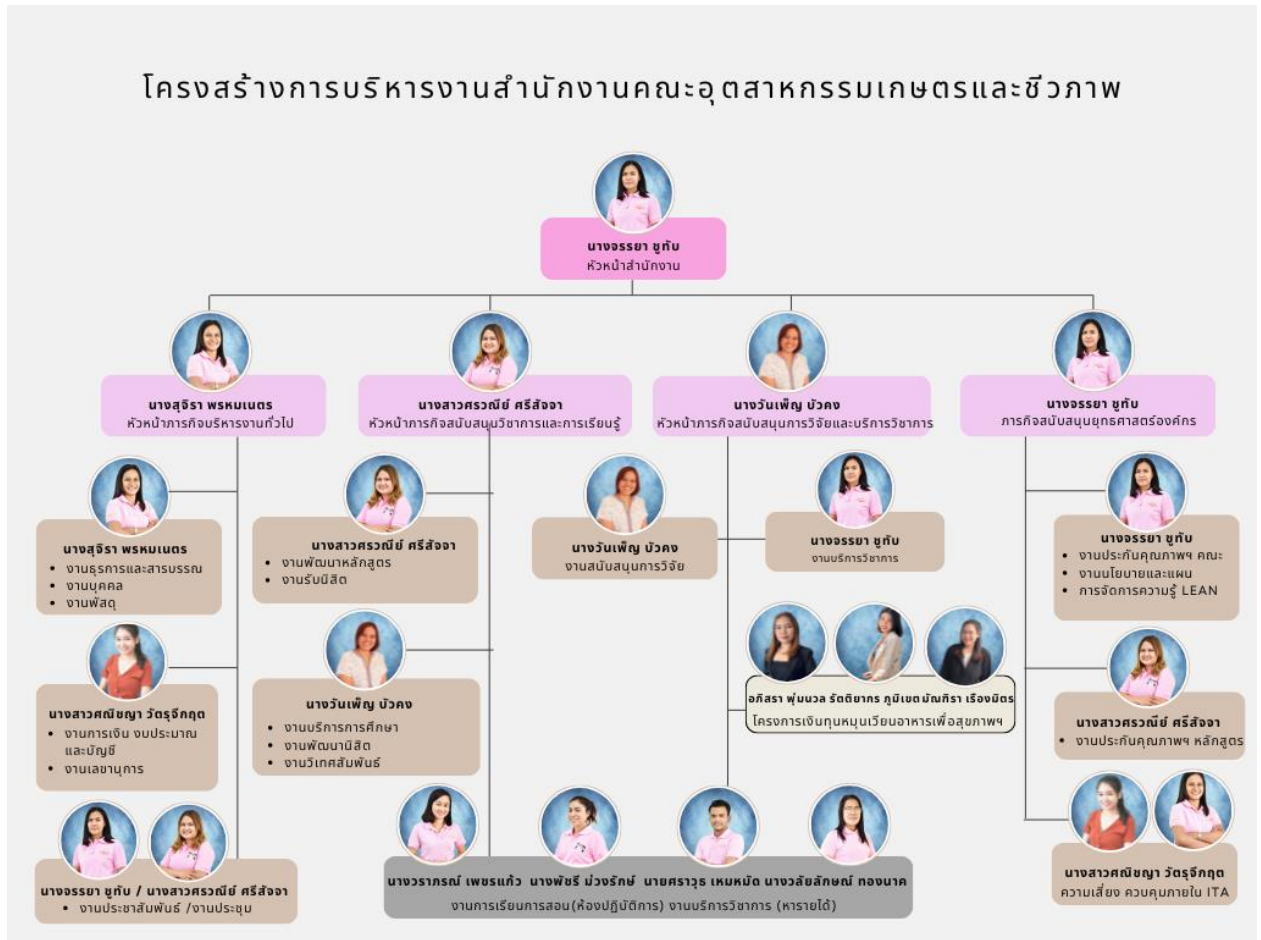 โครงสร้างการบริหารงานสำนักงานคณะอุตสาหกรรมเกษตรและชีวภาพ
นางจรรยา ชูทับ
หัวหน้าสำนักงาน
นางสุจิรา พรหมเนตร
หัวหน้าภารกิจบริหารงานทั่วไป
นางสาวศรวณีย์ ศรีสัจจา
หัวหน้าภารกิจสนับสนุนวิชาการและการเรียนรู้
นางวันเพ็ญ บัวคง
หัวหน้าภารกิจสนับสนุนการวิจัยและบริการวิชาการ
นางจรรยา ชูทับ
ภารกิจสนับสนุนยุทธศาสตร์องค์กร
นางสุจิรา พรหมเนตร
• งานธุรการและสารบรรณ
• งานบุคคล
• งานพัสดุ
นางสาวศรวณีย์ ศรีสัจจา
• งานพัฒนาหลักสูตร
• งานรับนิสิต
นางวันเพ็ญ บัวคง
งานสนับสนุนการวิจัย
นางจรรยา ชูทับ
งานบริการวิชาการ
นางจรรยา ชูทับ
• งานประกันคุณภาพฯ คณะ
• งานนโยบายและแผน
• การจัดการความรู้ LEAN
นางสาวศณิชญา วัตรุจีกฤต
• งานการเงิน งบประมาณ
และบัญชี
• งานเลขานุการ
นางวันเพ็ญ บัวคง
• งานบริการการศึกษา
• งานพัฒนานิสิต
• งานวิเทศสัมพันธ์
อภิสรา พุ่มนวล รัตติยากร ภูมิเขต มัณฑิรา เรืองมิตร
โครงการเงินทุนหมุนเวียนอาหารเพื่อสุขภาพฯ
นางสาวศรวณีย์ ศรีสัจจา
• งานประกันคุณภาพฯ หลักสูตร
นางจรรยา ชูทับ / นางสาวศรวณีย์ ศรีสัจจา
• งานประชาสัมพันธ์ /งานประชุม
นางวราภรณ์ เพชรแก้ว นางพัชรี ม่วงรักษ์ นายศราวุธ เหมหมัด นางวลัยลักษณ์ ทองนาค
งานการเรียนการสอน(ห้องปฏิบัติการ) งานบริการวิชาการ (หารายได้)
นางสาวศณิชญา วัตรุจีกฤต
ความเสี่ยง ควบคุมภายใน ITA